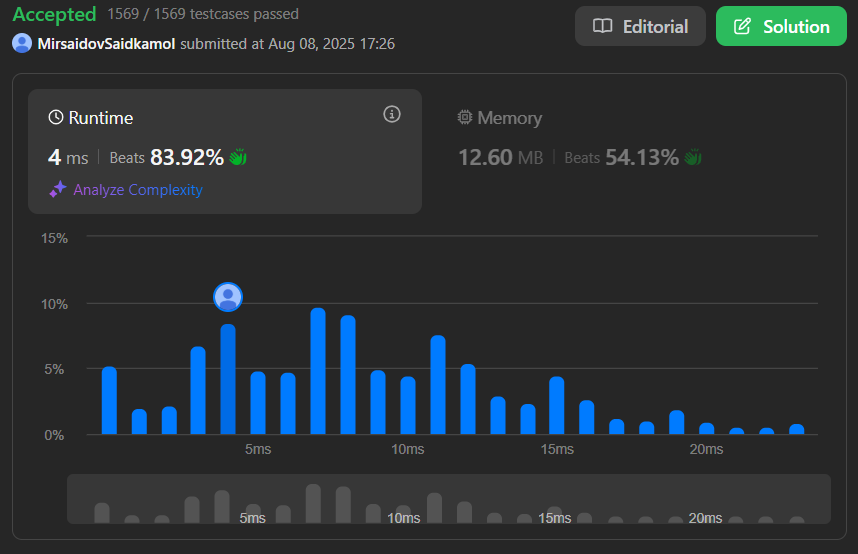 Accepted 1569 / 1569 testcases passed
Editorial
Solution
MirsaidovSaidkamol submitted at Aug 08, 2025 17:26
Runtime
4 ms | Beats 83.92%
Analyze Complexity
Memory
12.60 MB | Beats 54.13%
15%
10%
5%
0%
5ms 10ms 15ms 20ms
5ms 10ms 15ms 20ms